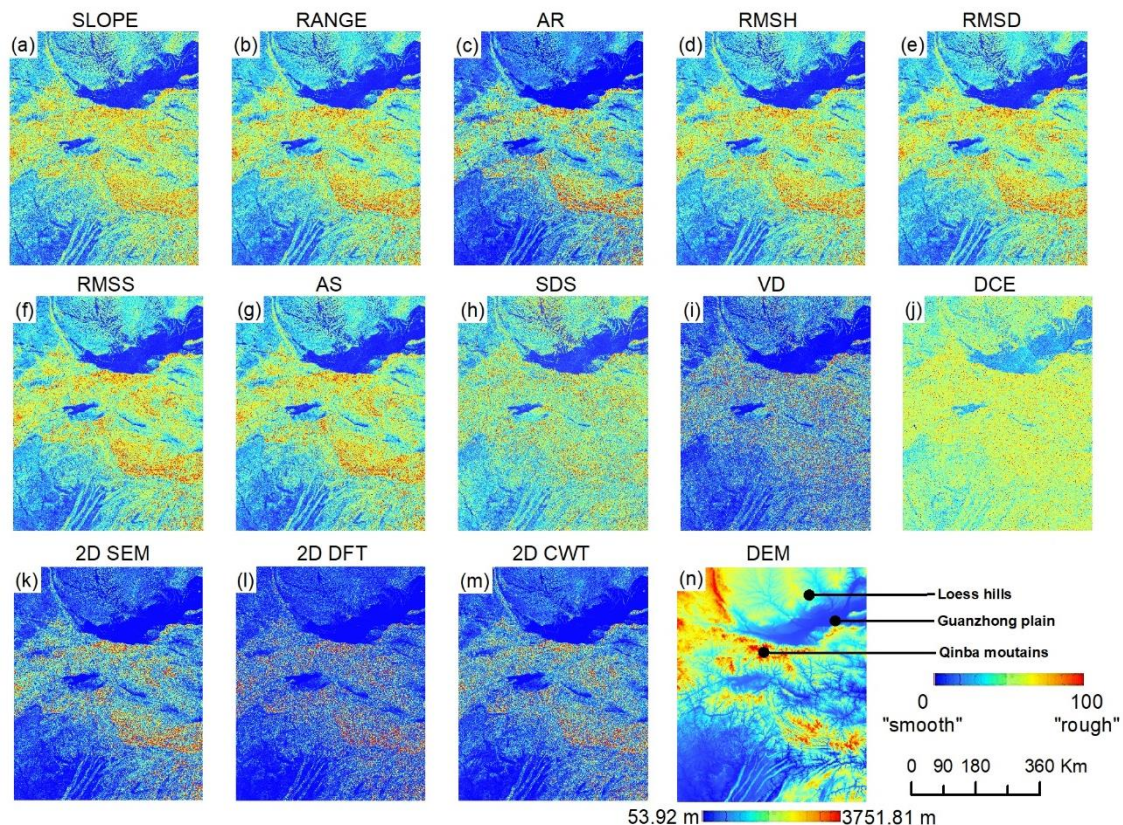 SLOPE RANGE AR RMSH RMSD
(a) (b) (c) (d) (e)
RMSS AS SDS VD DCE
(f) (g) (h) (i) (j)
2D SEM 2D DFT 2D CWT DEM
(k) (l) (m) (n)
Loess hills
Guanzhong plain
Qinba moutains
0 100
"smooth" "rough"
0 90 180 360 Km
53.92 m 3751.81 m